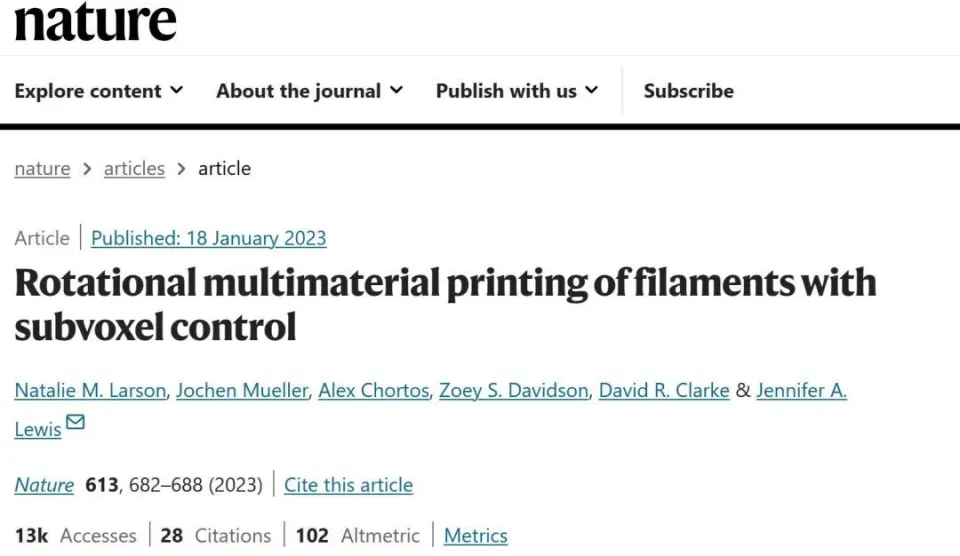 nature
Explore content About the journal Publish with us Subscribe
nature > articles > article
Article | Published: 18 January 2023
Rotational multimaterial printing of filaments with
subvoxel control
Natalie M. Larson, Jochen Mueller, Alex Chortos, Zoey S. Davidson, David R. Clarke & Jennifer A.
Lewis
Nature 613, 682–688 (2023) | Cite this article
13k Accesses | 28 Citations | 102 Altmetric | Metrics